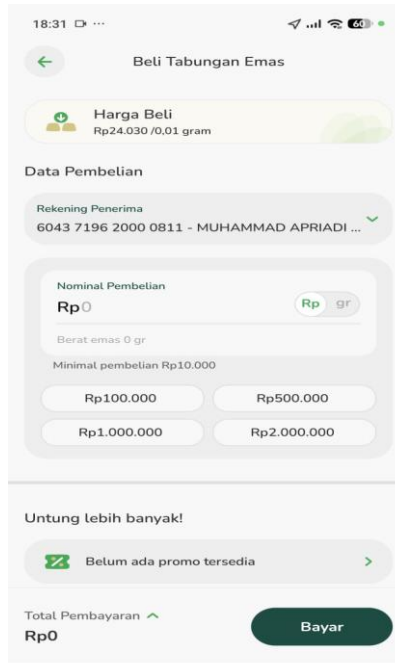 18:31
60
Beli Tabungan Emas
Harga Beli
Rp24.030 /0,01 gram
Data Pembelian
Rekening Penerima
6043 7196 2000 0811 - MUHAMMAD APRIADI ...
Nominal Pembelian
Rp0
Rp gr
Berat emas 0 gr
Minimal pembelian Rp10.000
Rp100.000 Rp500.000
Rp1.000.000 Rp2.000.000
Untung lebih banyak!
Belum ada promo tersedia
Total Pembayaran
Rp0
Bayar